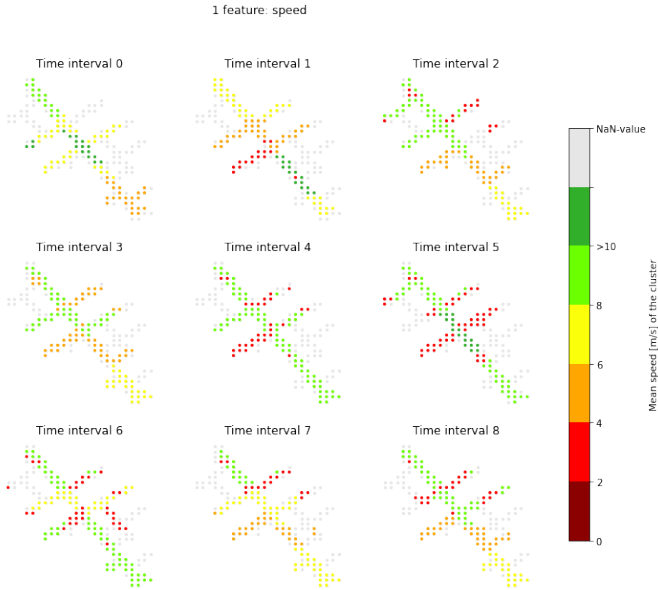 1 feature: speed
Time interval 0
Time interval 1
Time interval 2
Time interval 3
Time interval 4
Time interval 5
Time interval 6
Time interval 7
Time interval 8
NaN-value
>10
8
6
4
2
0
Mean speed [m/s] of the cluster